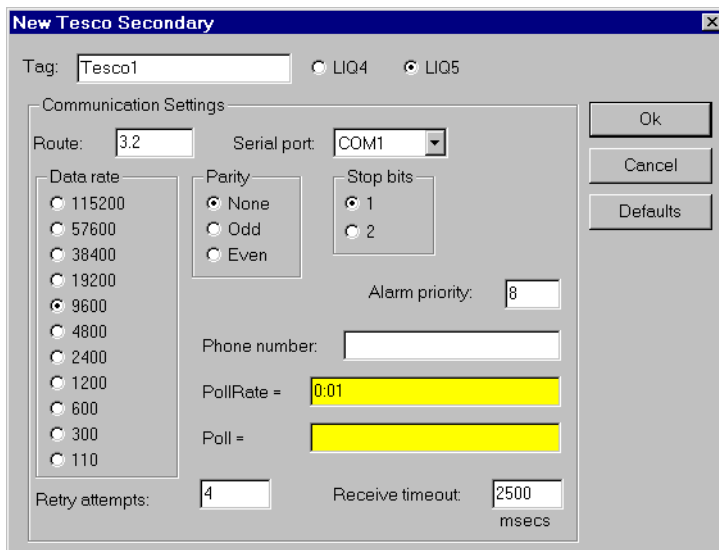 New Tesco Secondary
Tag: Tesco1 LIQ4 LIQ5
Communication Settings
Route: 3.2 Serial port: COM1
Data rate
115200
57600
38400
19200
9600
4800
2400
1200
600
300
110
Parity
None
Odd
Even
Stop bits
1
2
Alarm priority: 8
Phone number:
PollRate = 0:01
Poll =
Retry attempts: 4 Receive timeout: 2500
msecs
Ok
Cancel
Defaults